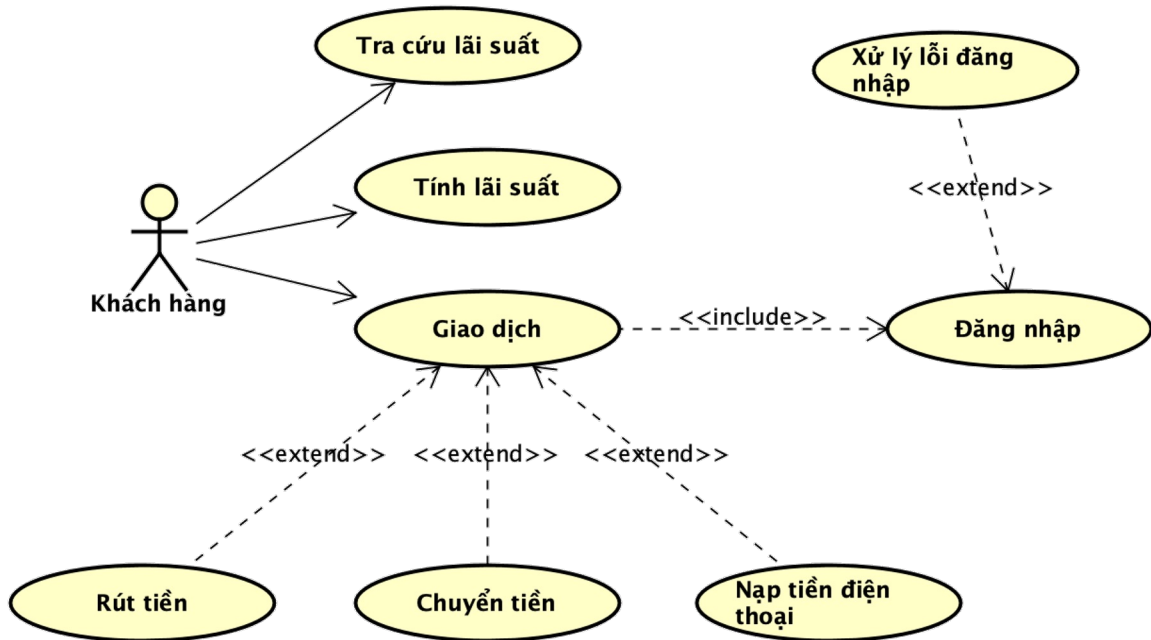 Tra cứu lãi suất
Xử lý lỗi đăng
nhập
Tính lãi suất
<<extend>>
Khách hàng
Giao dịch
<<include>>
Đăng nhập
<<extend>>
<<extend>>
<<extend>>
Rút tiền
Chuyển tiền
Nạp tiền điện
thoại